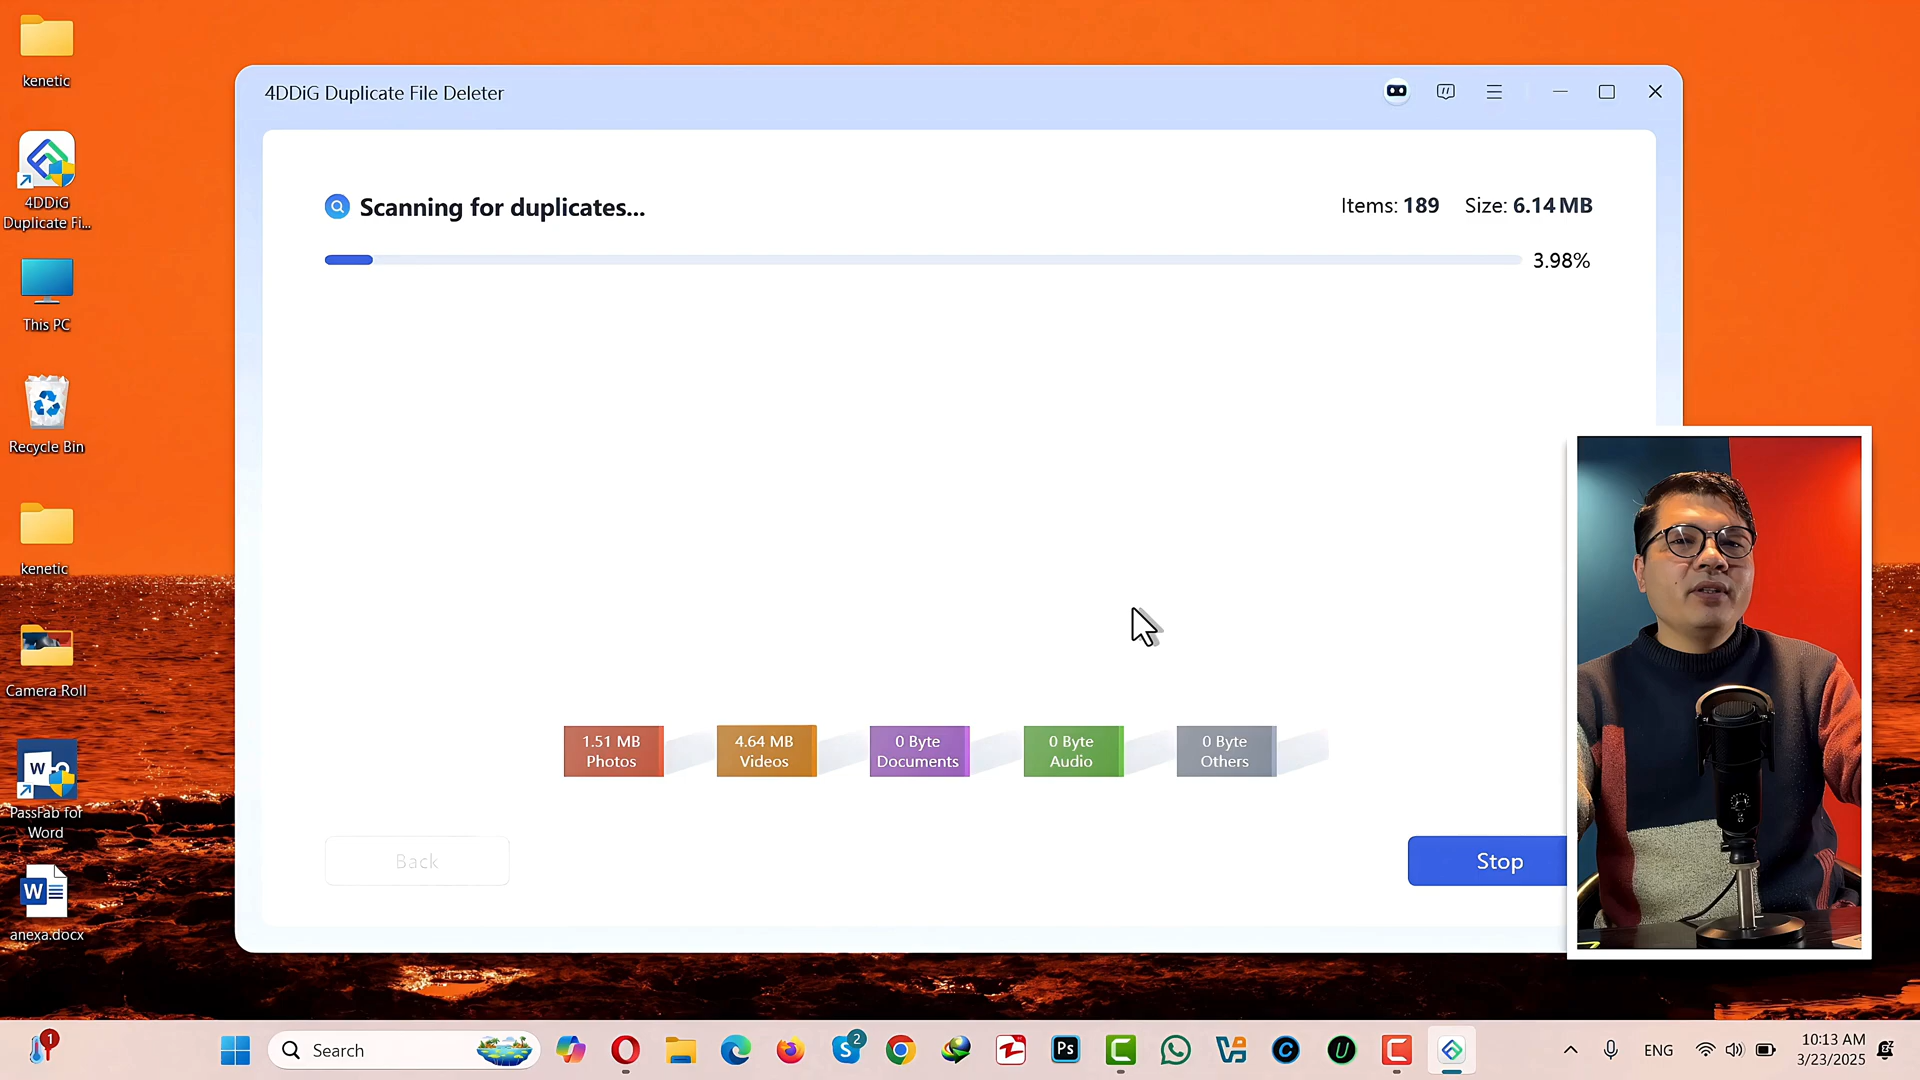 kenetic
4DDiG
Duplicate Fi...
This PC
Recycle Bin
kenetic
Camera Roll
PassFab for
Word
anexa.docx
4DDiG Duplicate File Deleter
Scanning for duplicates...
Items: 189 Size: 6.14 MB
3.98%
1.51 MB
Photos
4.64 MB
Videos
0 Byte
Documents
0 Byte
Audio
0 Byte
Others
Back
Stop
1
Search
2
Ps
ENG
10:13 AM
3/23/2025